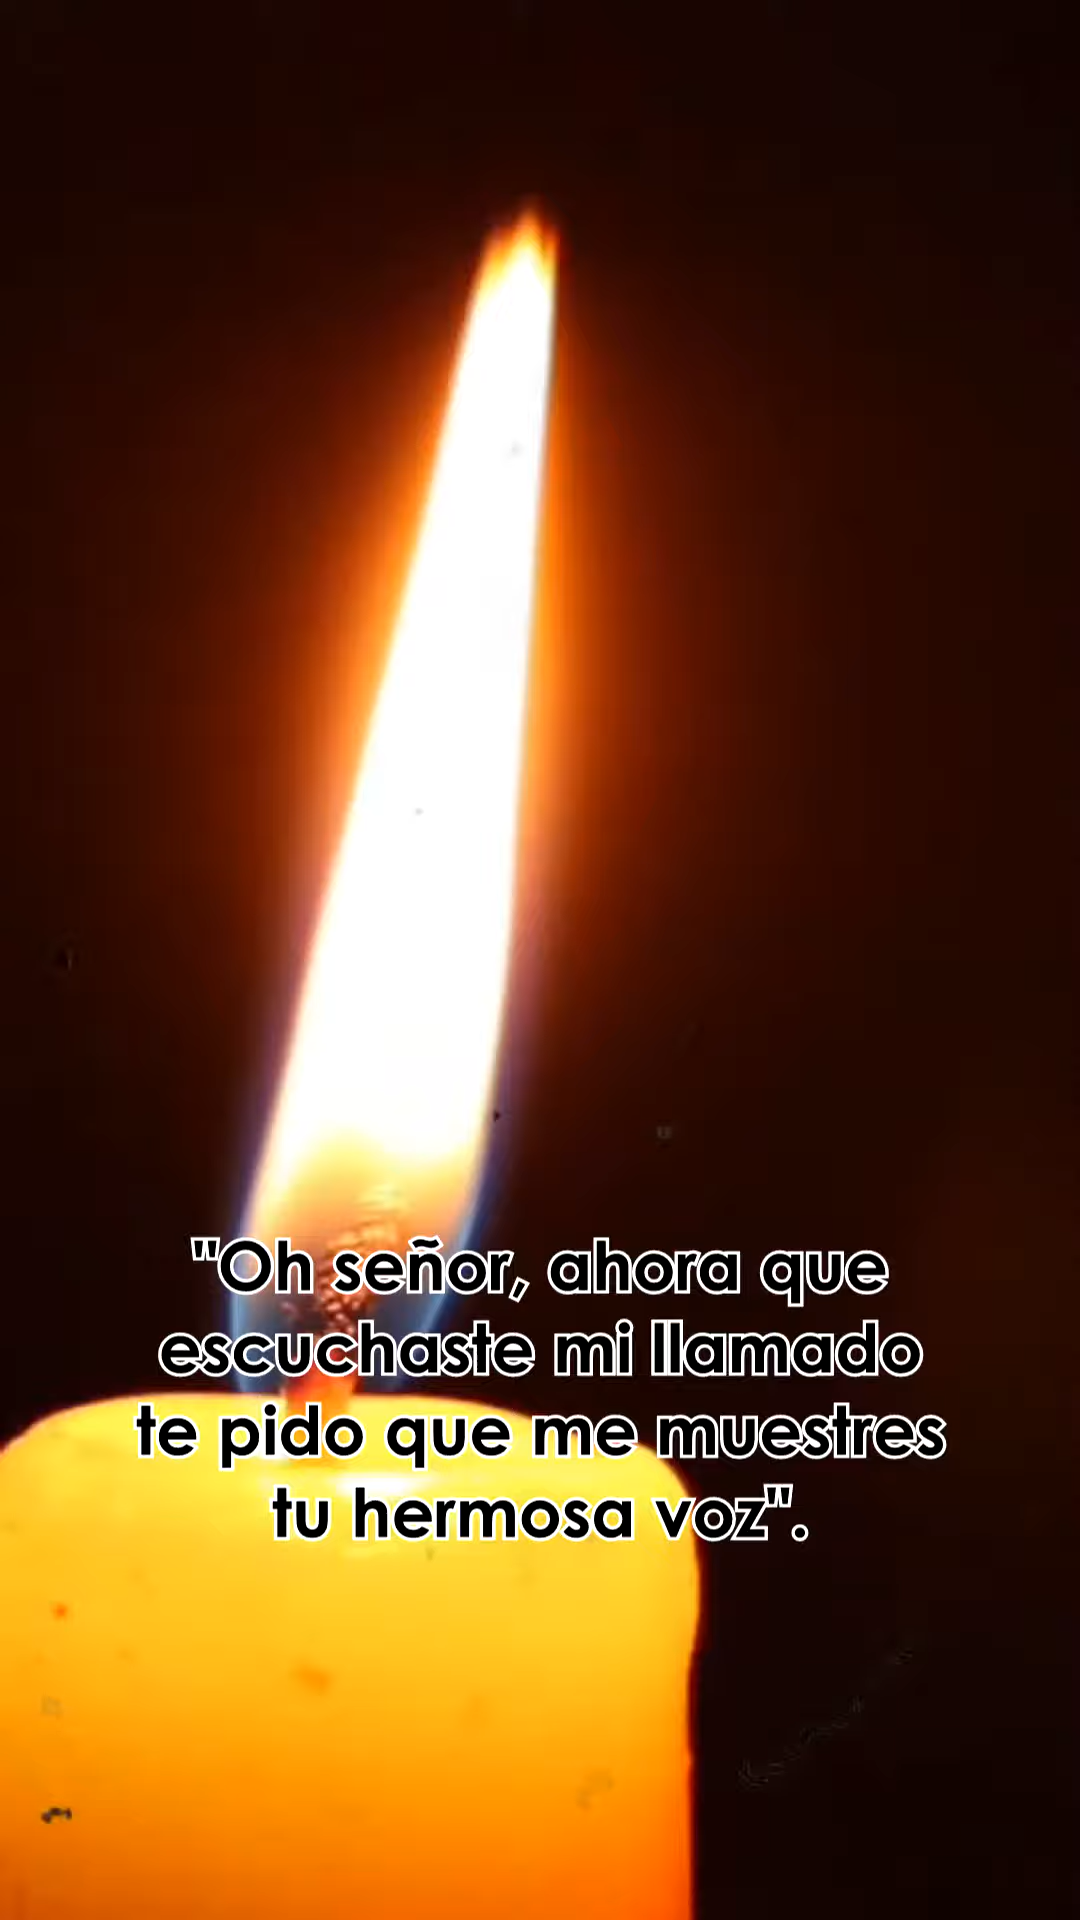 "Oh señor, ahora que
escuchaste mi llamado
te pido que me muestres
tu hermosa voz".